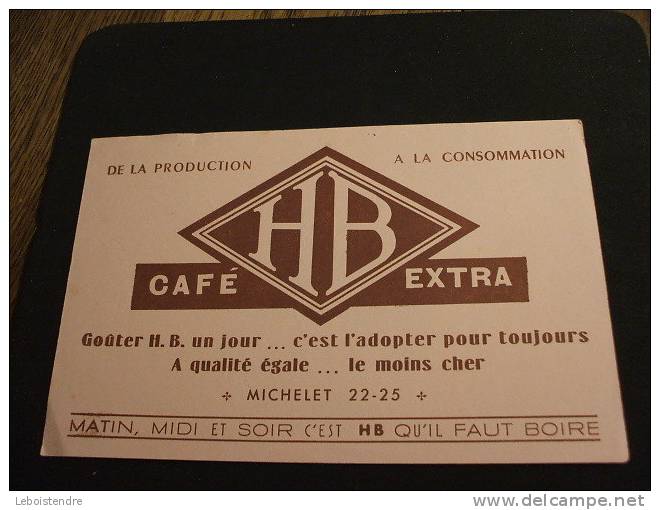 DE LA PRODUCTION A LA CONSOMMATION
HB
CAFÉ EXTRA
Goûter H.B. un jour ... c'est l'adopter pour toujours
A qualité égale ... le moins cher
MICHELET 22-25
MATIN, MIDI ET SOIR C'EST HB QU'IL FAUT BOIRE
Leboistendre
www.delcampe.net